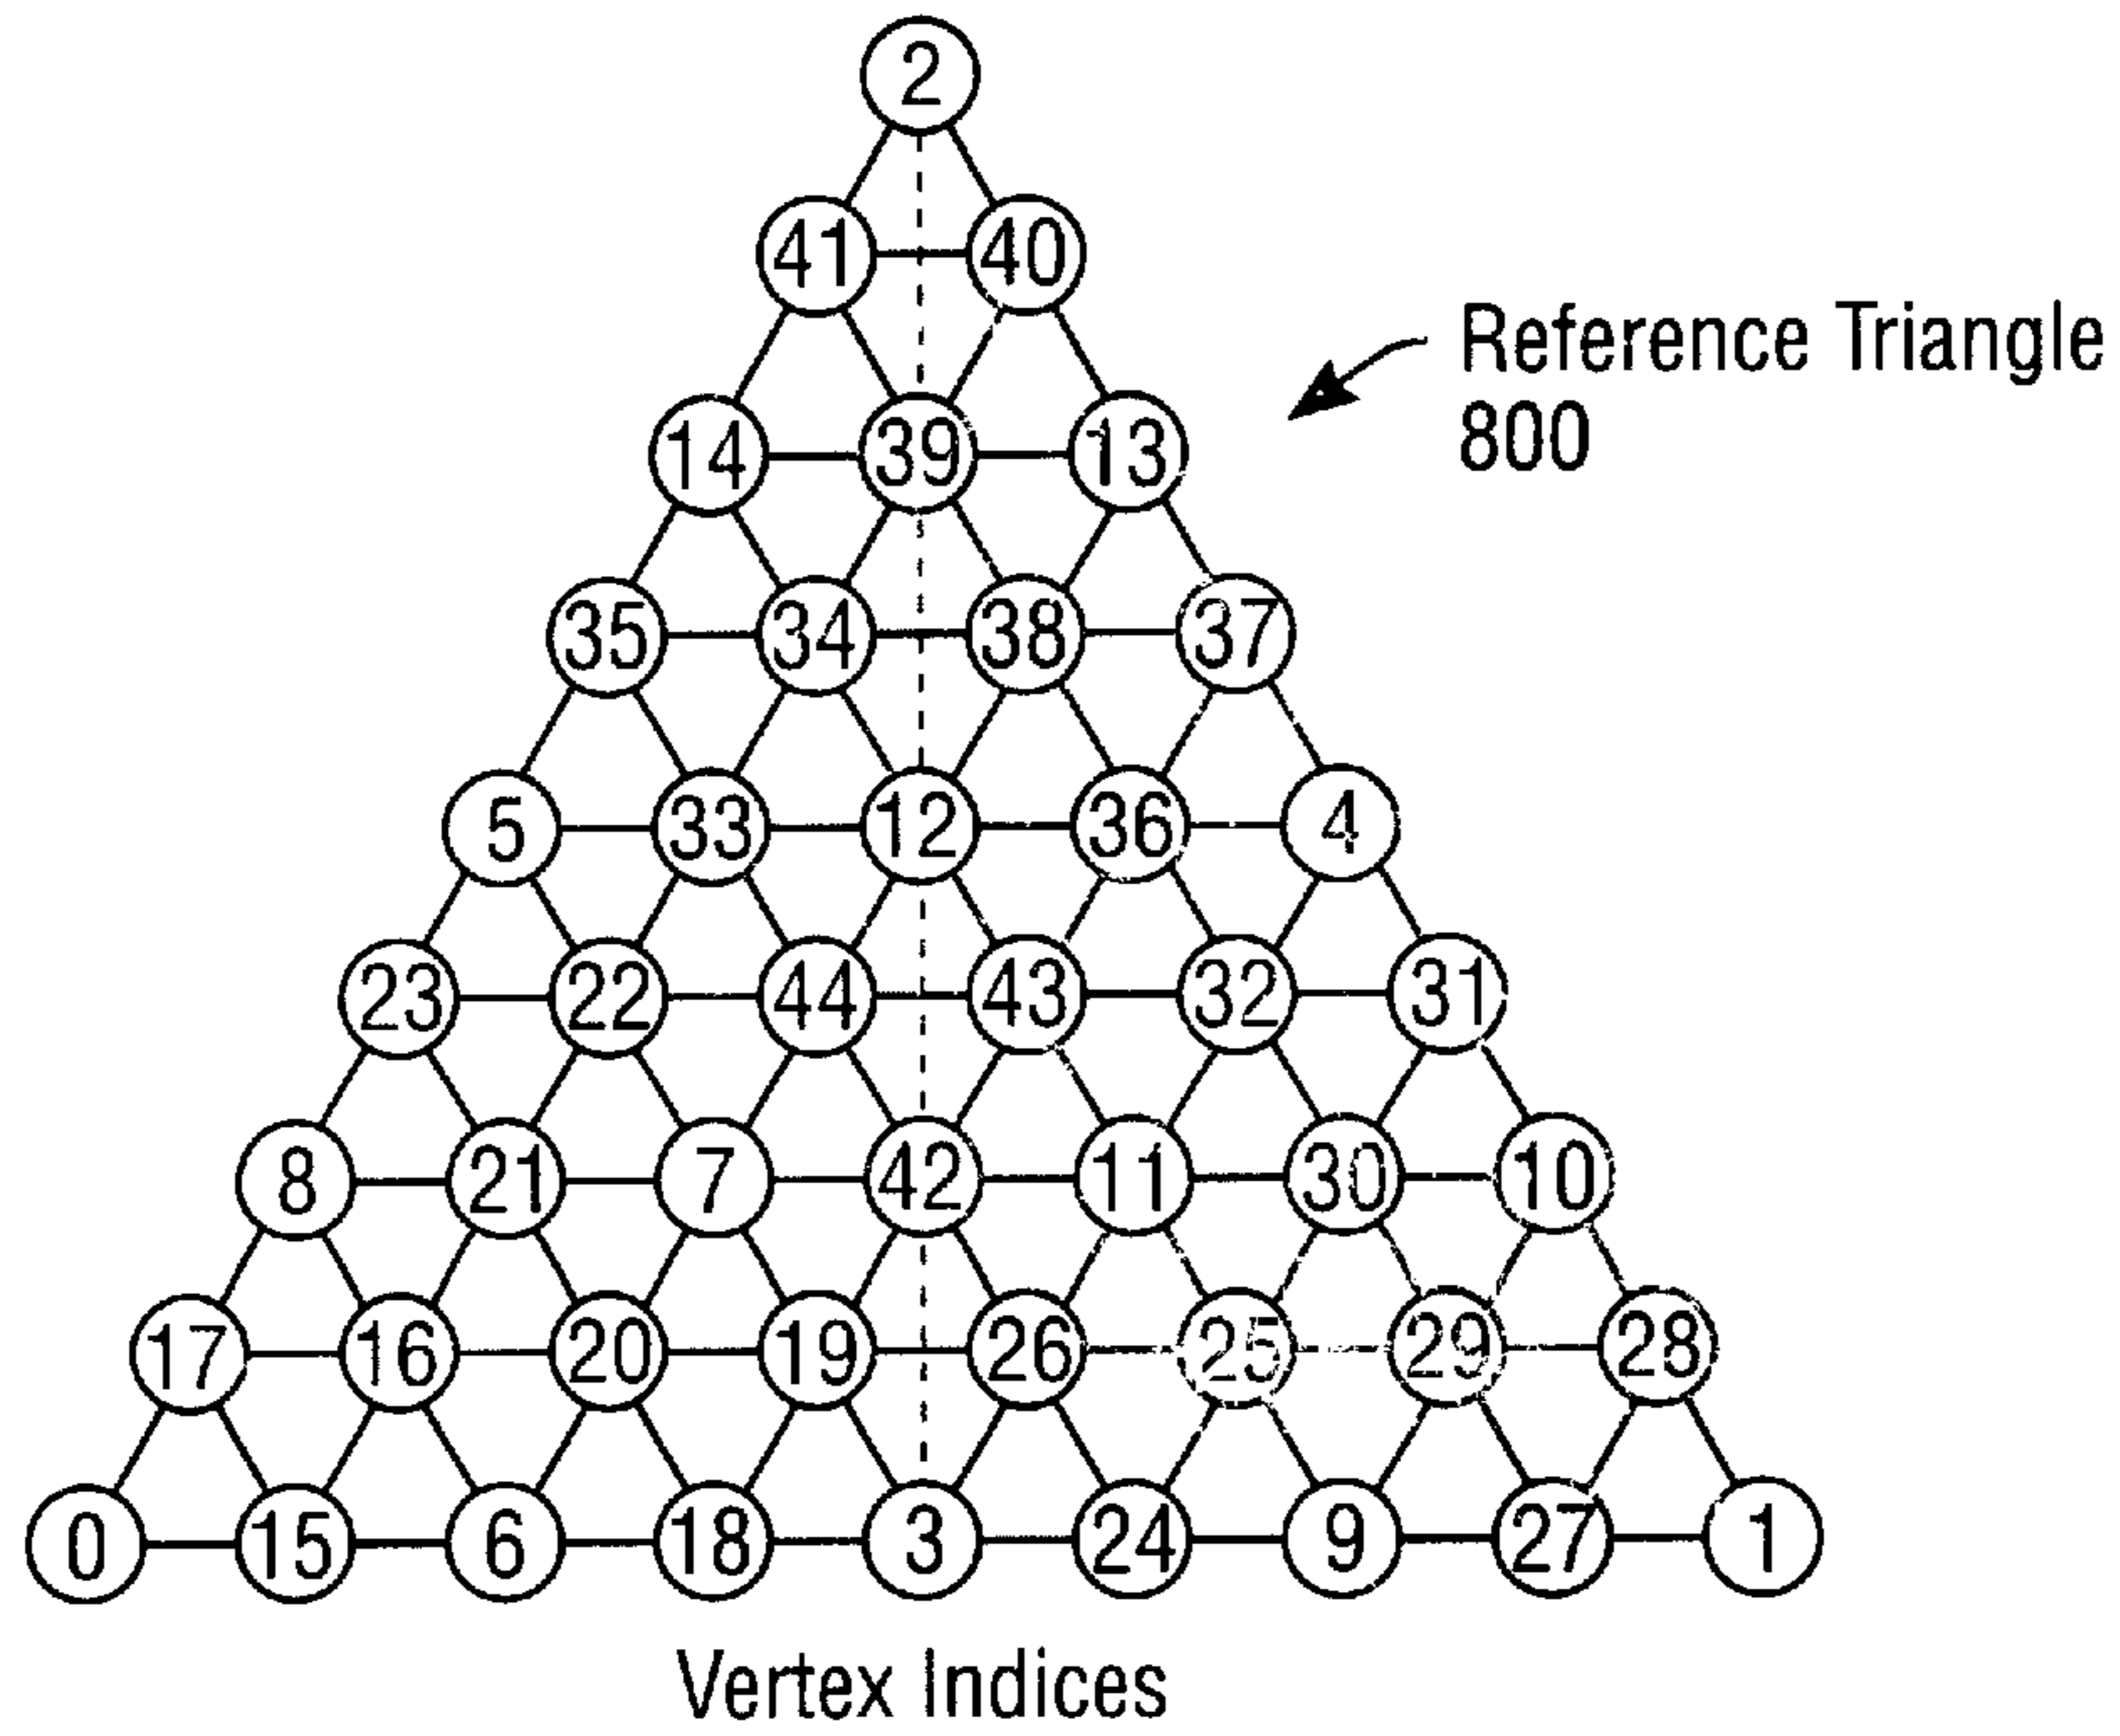 2
41 40
Reference Triangle
800
14 39 13
35 34 38 37
5 33 12 36 4
23 22 44 43 32 31
8 21 7 42 11 30 10
17 16 20 19 26 25 29 28
0 15 6 18 3 24 9 27 1
Vertex Indices